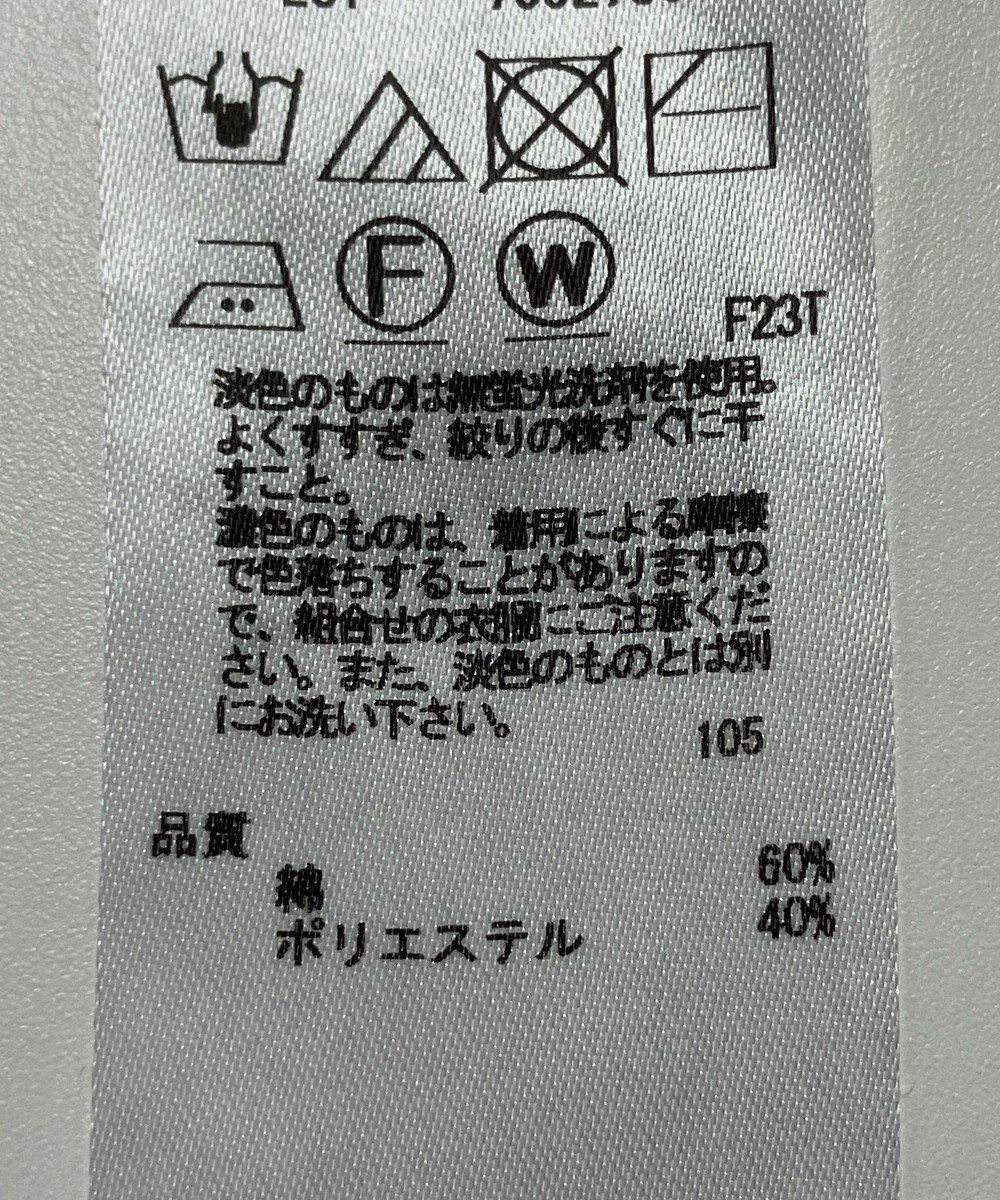 F
W
F23T
淡色のものは無蛍光洗剤を使用。
よくすすぎ、絞りの後すぐに干
すこと。
濃色のものは、着用による摩擦
で色落ちすることがありますの
で、組合せの衣服にご注意くだ
さい。また、淡色のものとは別
にお洗い下さい。
105
品質
綿 60%
ポリエステル 40%